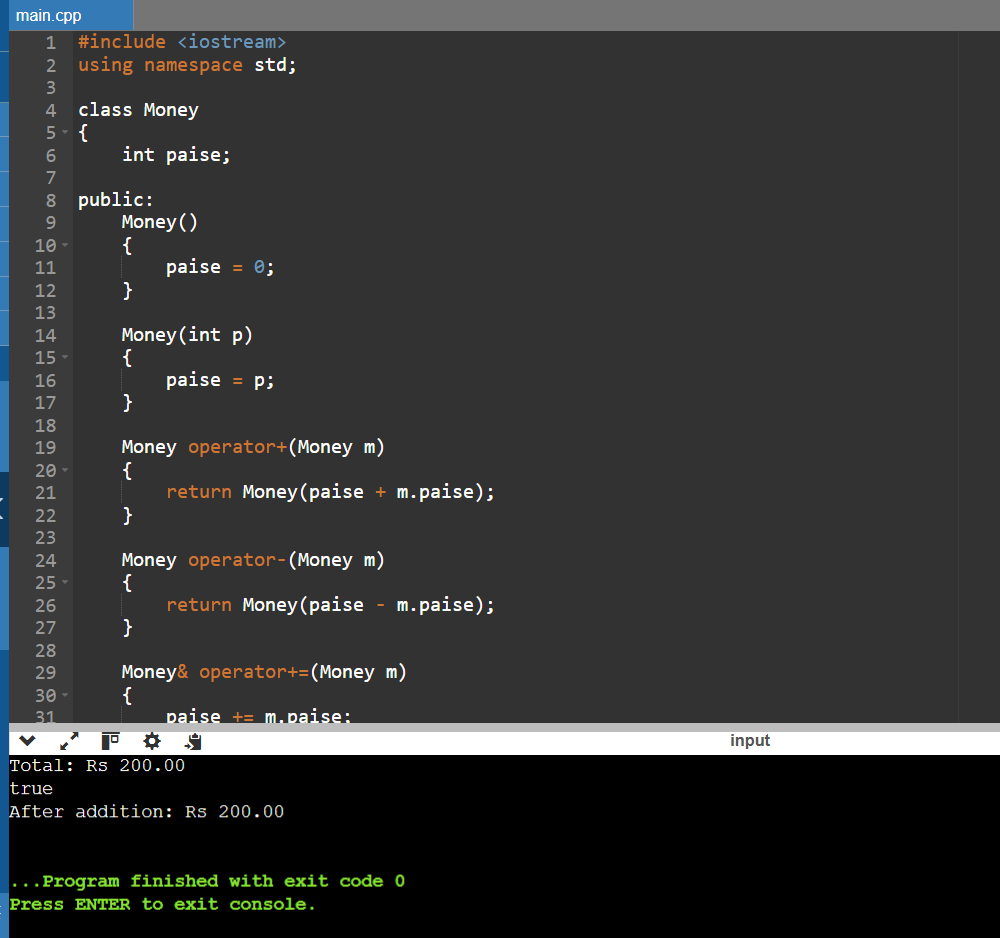 main.cpp
1 #include <iostream>
2 using namespace std;
3
4 class Money
5 {
6     int paise;
7
8 public:
9     Money()
10     {
11         paise = 0;
12     }
13
14     Money(int p)
15     {
16         paise = p;
17     }
18
19     Money operator+(Money m)
20     {
21         return Money(paise + m.paise);
22     }
23
24     Money operator-(Money m)
25     {
26         return Money(paise - m.paise);
27     }
28
29     Money& operator+=(Money m)
30     {
31         paise += m.paise;
input
Total: Rs 200.00
true
After addition: Rs 200.00
...Program finished with exit code 0
Press ENTER to exit console.